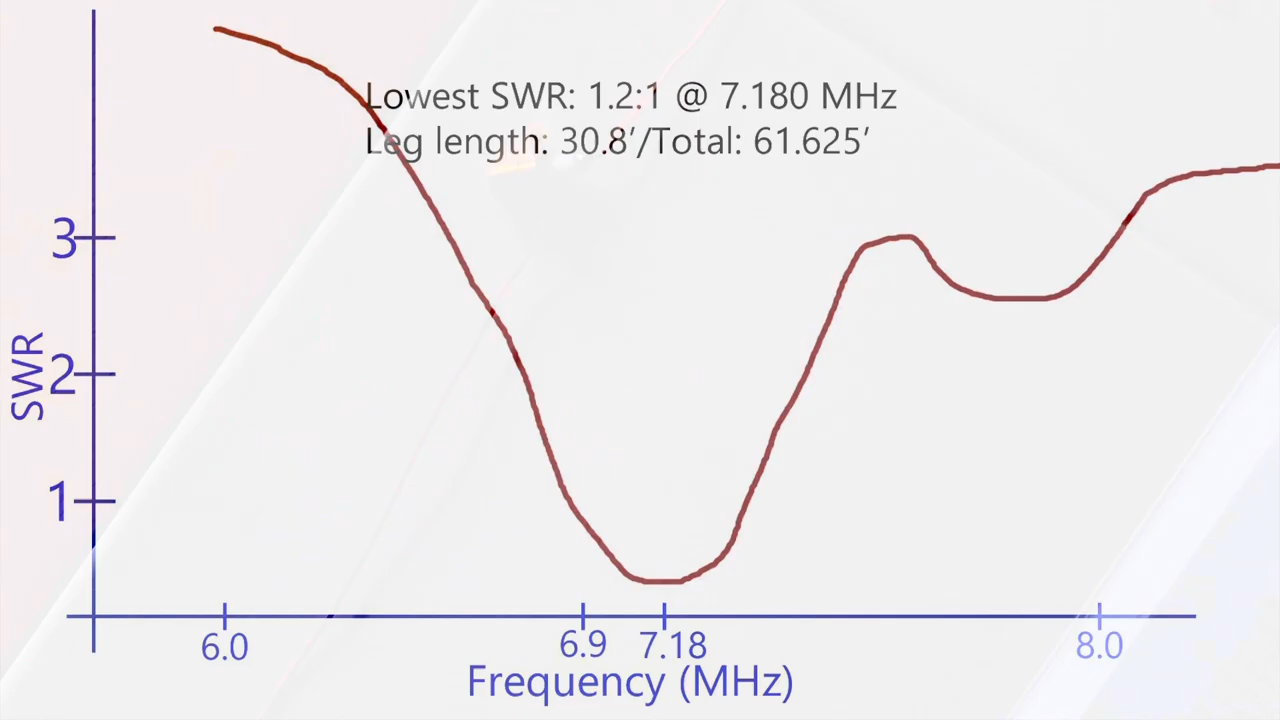 Lowest SWR: 1.2:1 @ 7.180 MHz
Leg length: 30.8′/Total: 61.625′
3
2
1
SWR
6.0
6.9
7.18
8.0
Frequency (MHz)